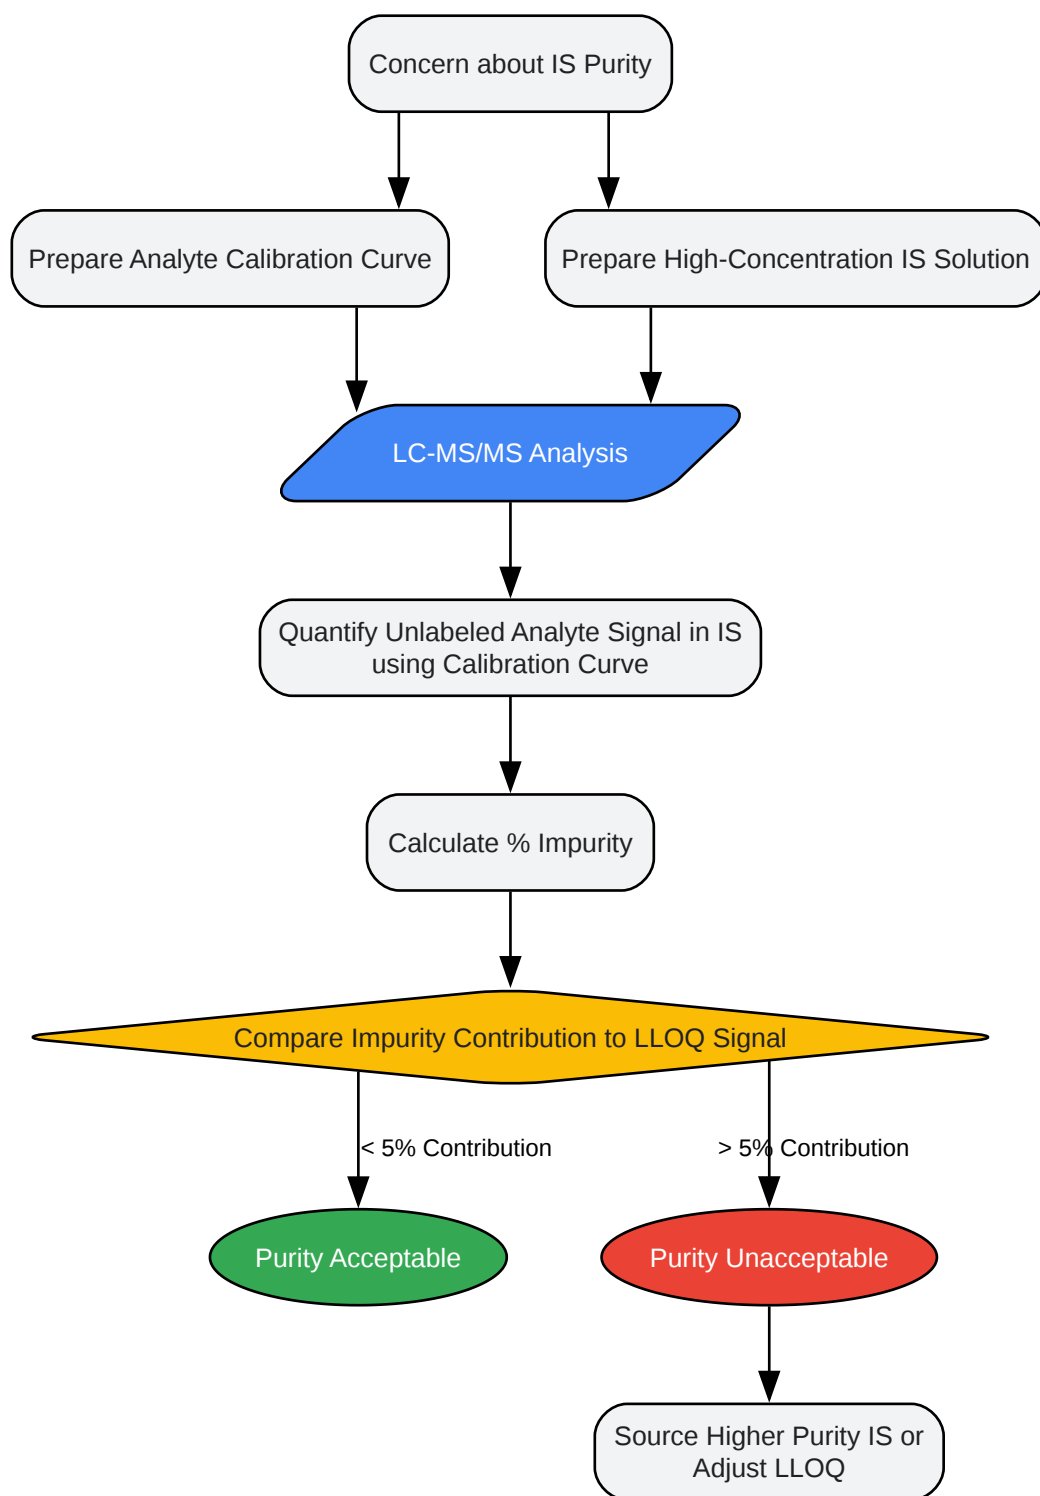 Concern about IS Purity
Prepare Analyte Calibration Curve
Prepare High-Concentration IS Solution
LC-MS/MS Analysis
Quantify Unlabeled Analyte Signal in IS
using Calibration Curve
Calculate % Impurity
Compare Impurity Contribution to LLOQ Signal
< 5% Contribution
> 5% Contribution
Purity Acceptable
Purity Unacceptable
Source Higher Purity IS or
Adjust LLOQ